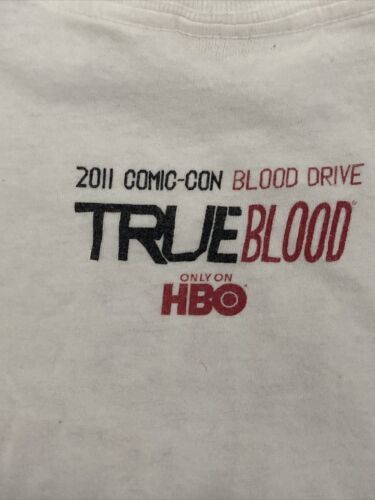 2011 COMIC-CON BLOOD DRIVE
TRUEBLOOD
ONLY ON
HBO